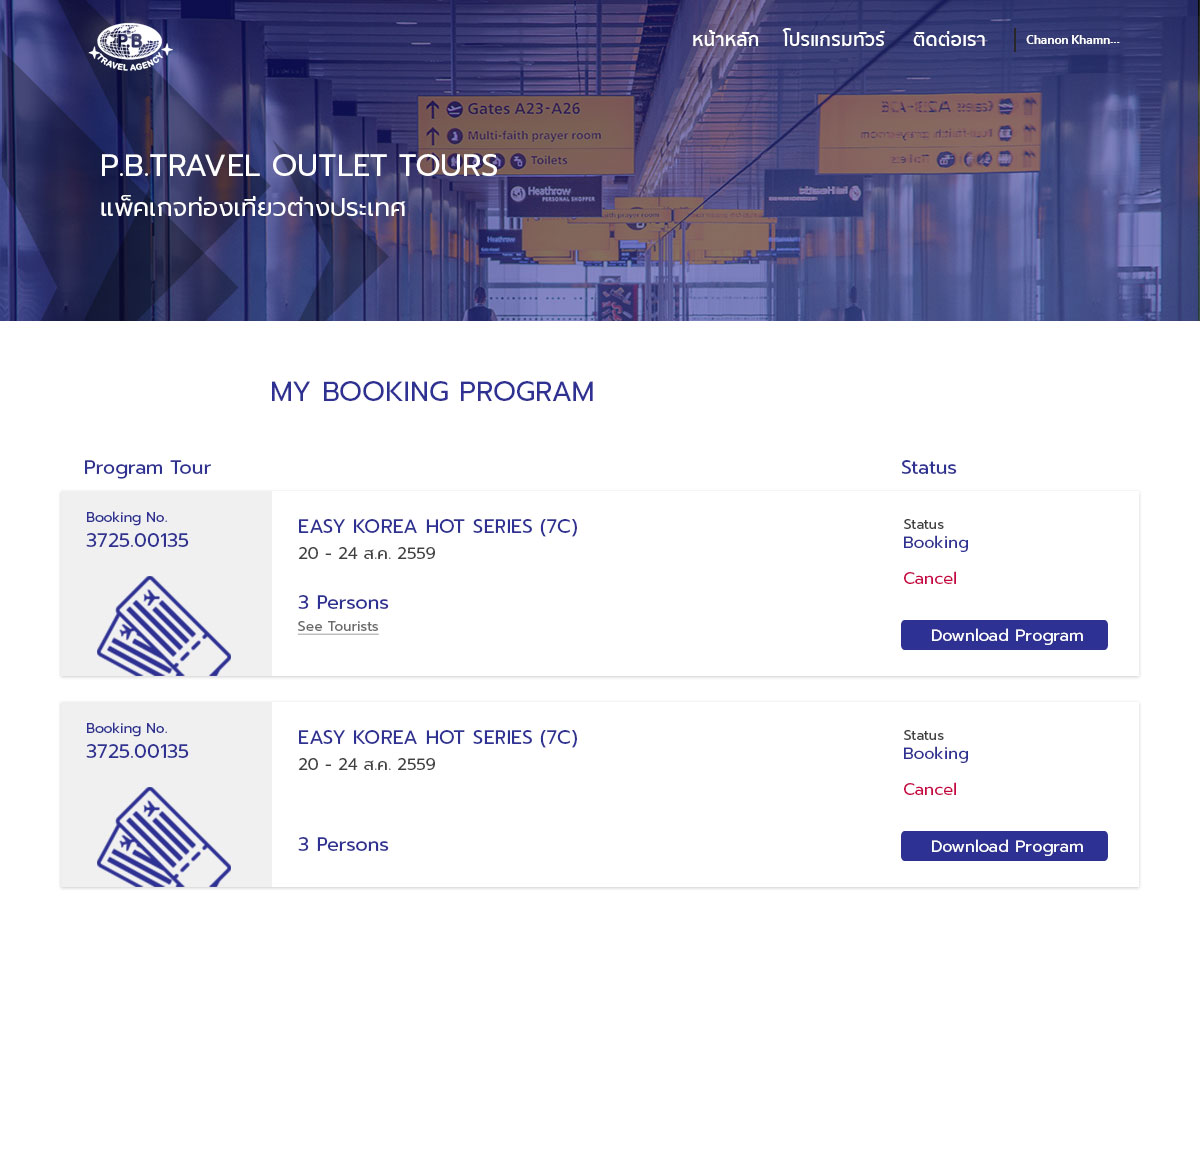 P.B.
TRAVEL AGENCY
หน้าหลัก
โปรแกรมทัวร์
ติดต่อเรา
Chanon Khamn...
Gates A23-A26
Multi-faith prayer room
Toilets
Heathrow
PERSONAL SHOPPER
P.B.TRAVEL OUTLET TOURS
แพ็คเกจท่องเที่ยวต่างประเทศ
prayer room
Heathrow
MY BOOKING PROGRAM
Program Tour
Status
Booking No.
3725.00135
EASY KOREA HOT SERIES (7C)
20 - 24 ส.ค. 2559
3 Persons
See Tourists
Status
Booking
Cancel
Download Program
Booking No.
3725.00135
EASY KOREA HOT SERIES (7C)
20 - 24 ส.ค. 2559
3 Persons
Status
Booking
Cancel
Download Program